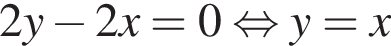 2y − 2x = 0 ⇔ y = x